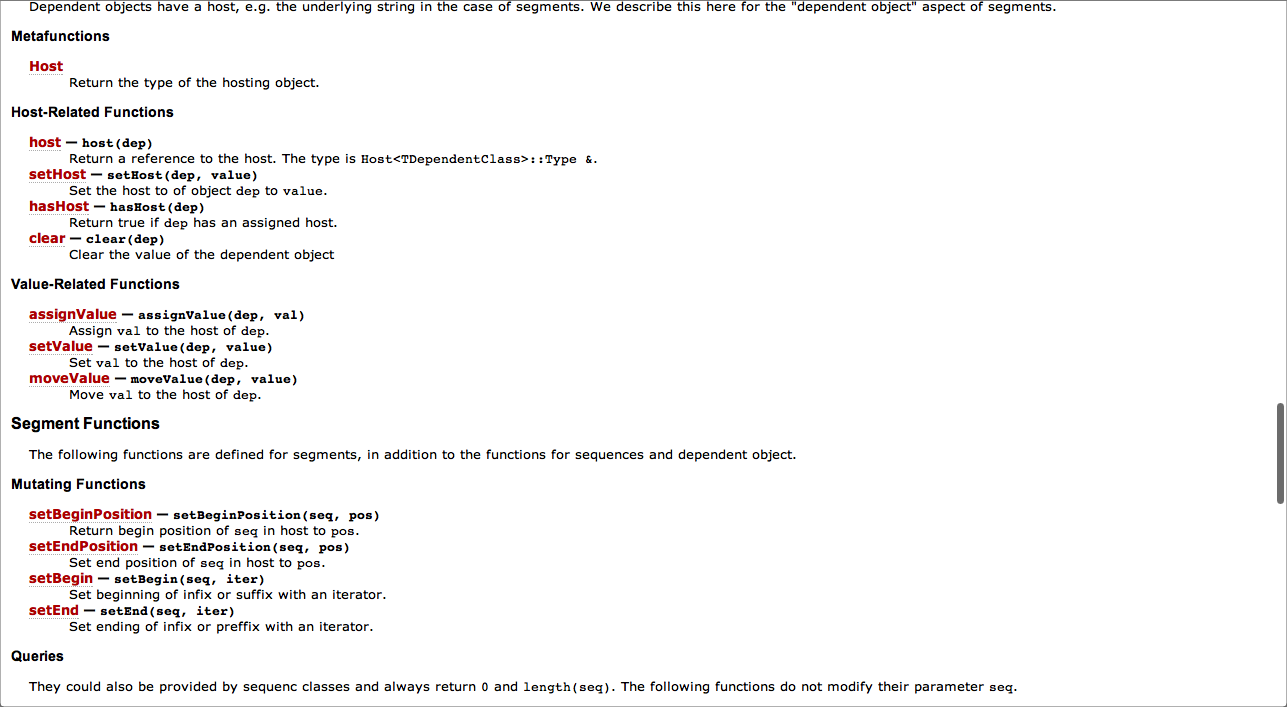 Dependent objects have a host, e.g. the underlying string in the case of segments. We describe this here for the "dependent object" aspect of segments.
Metafunctions
Host
Return the type of the hosting object.
Host-Related Functions
host — host(dep)
Return a reference to the host. The type is Host<TDependentClass>::Type &.
setHost — setHost(dep, value)
Set the host to of object dep to value.
hasHost — hasHost(dep)
Return true if dep has an assigned host.
clear — clear(dep)
Clear the value of the dependent object
Value-Related Functions
assignValue — assignValue(dep, val)
Assign val to the host of dep.
setValue — setValue(dep, value)
Set val to the host of dep.
moveValue — moveValue(dep, value)
Move val to the host of dep.
Segment Functions
The following functions are defined for segments, in addition to the functions for sequences and dependent object.
Mutating Functions
setBeginPosition — setBeginPosition(seq, pos)
Return begin position of seq in host to pos.
setEndPosition — setEndPosition(seq, pos)
Set end position of seq in host to pos.
setBegin — setBegin(seq, iter)
Set beginning of infix or suffix with an iterator.
setEnd — setEnd(seq, iter)
Set ending of infix or preffix with an iterator.
Queries
They could also be provided by sequenc classes and always return 0 and length(seq). The following functions do not modify their parameter seq.